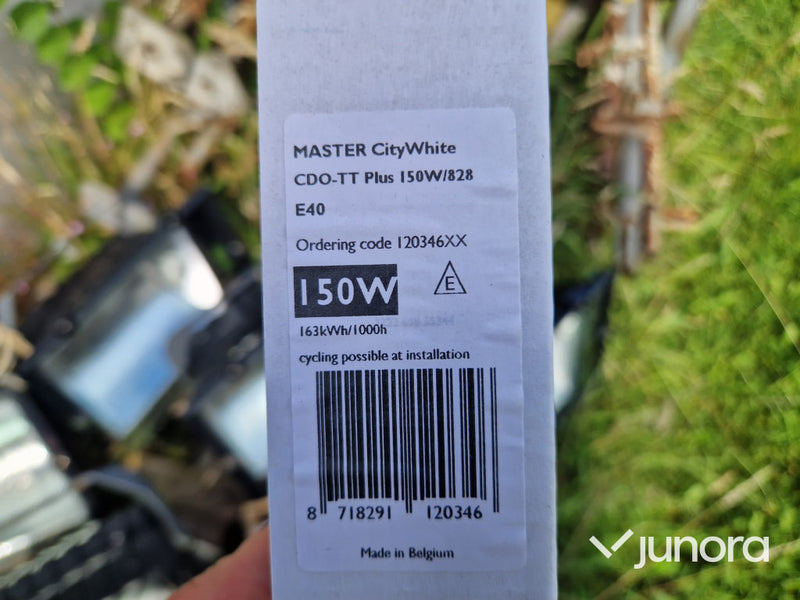 MASTER CityWhite
CDO-TT Plus 150W/828
E40
Ordering code 120346XX
150W
E
163kWh/1000h
cycling possible at installation
8 718291 120346
Made in Belgium
junora